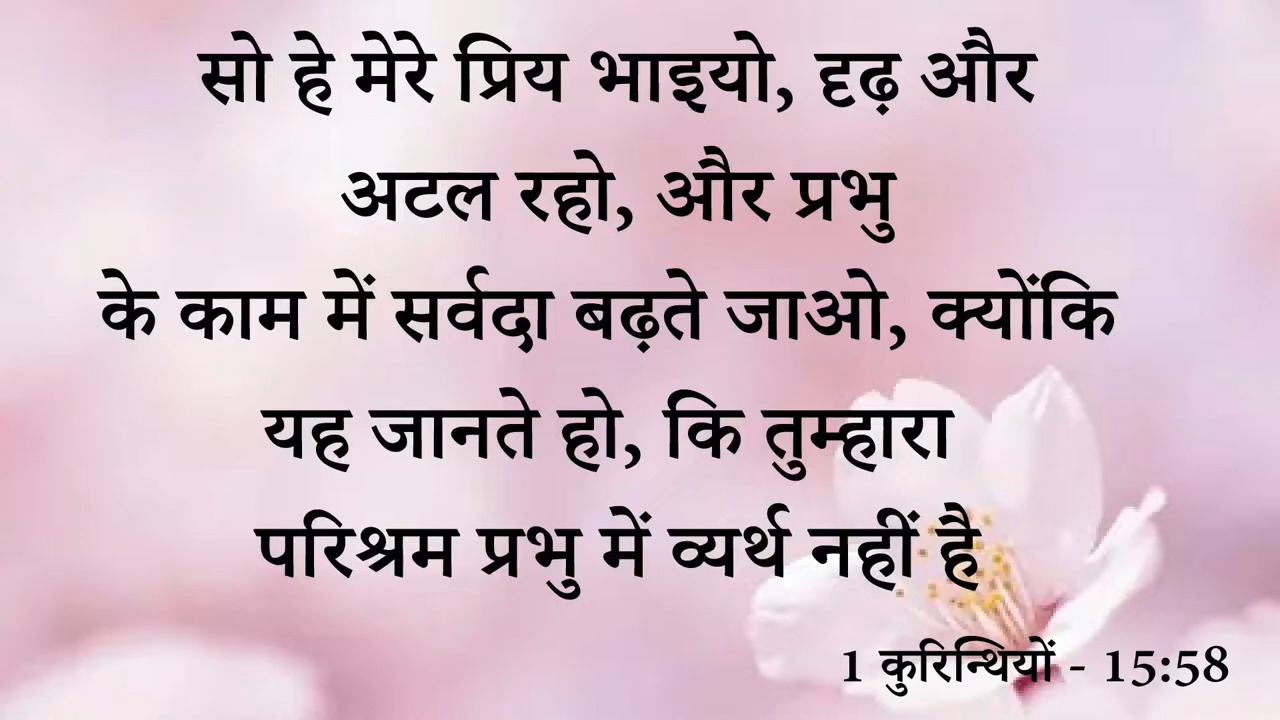 सो हे मेरे प्रिय भाइयो, दृढ़ और
अटल रहो, और प्रभु
के काम में सर्वदा बढ़ते जाओ, क्योंकि
यह जानते हो, कि तुम्हारा
परिश्रम प्रभु में व्यर्थ नहीं है
1 कुरिन्थियों - 15:58